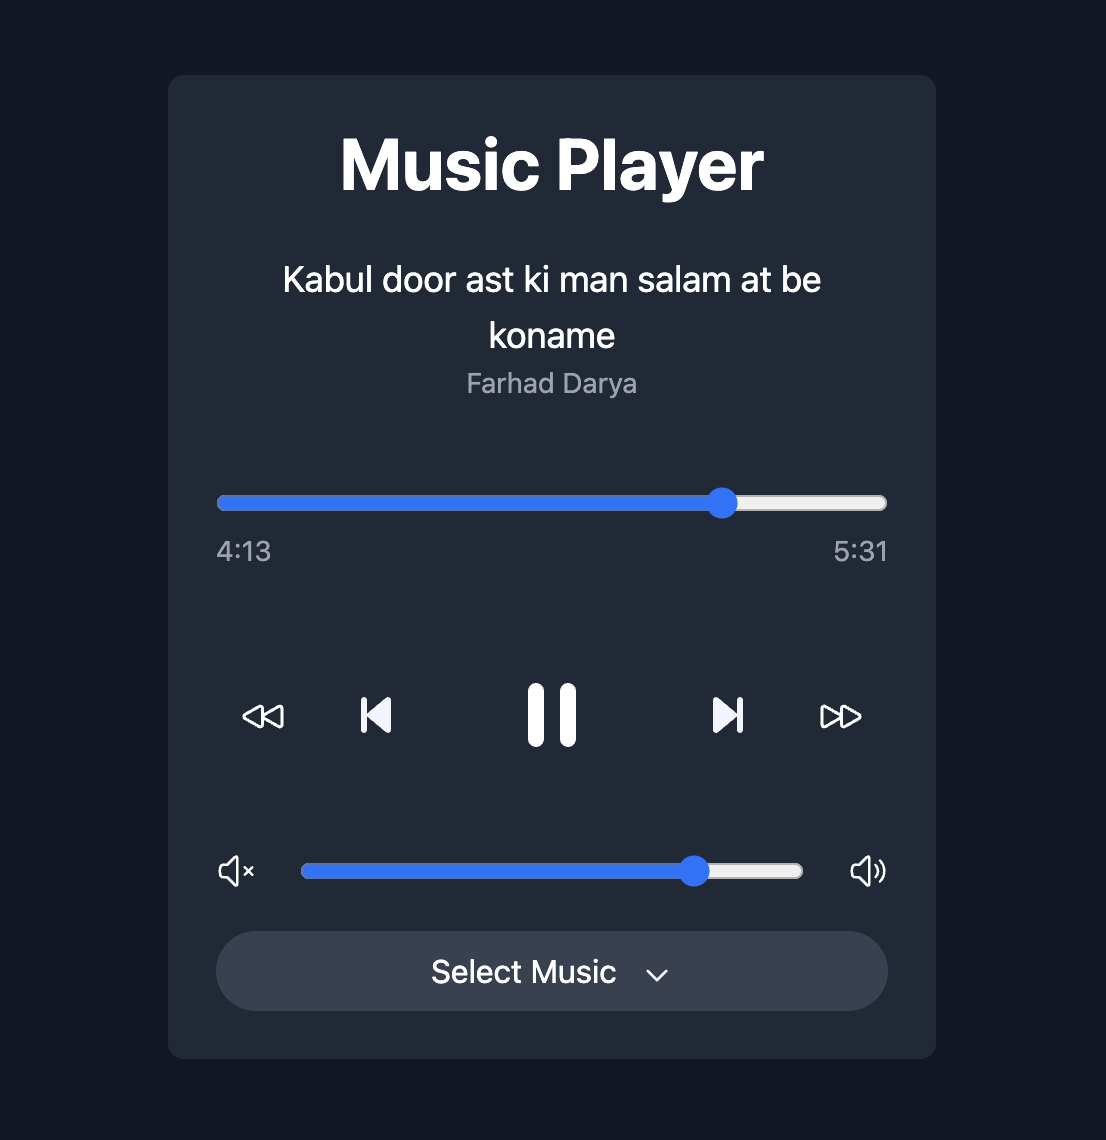 Music Player
Kabul door ast ki man salam at be
koname
Farhad Darya
4:13 5:31
Select Music